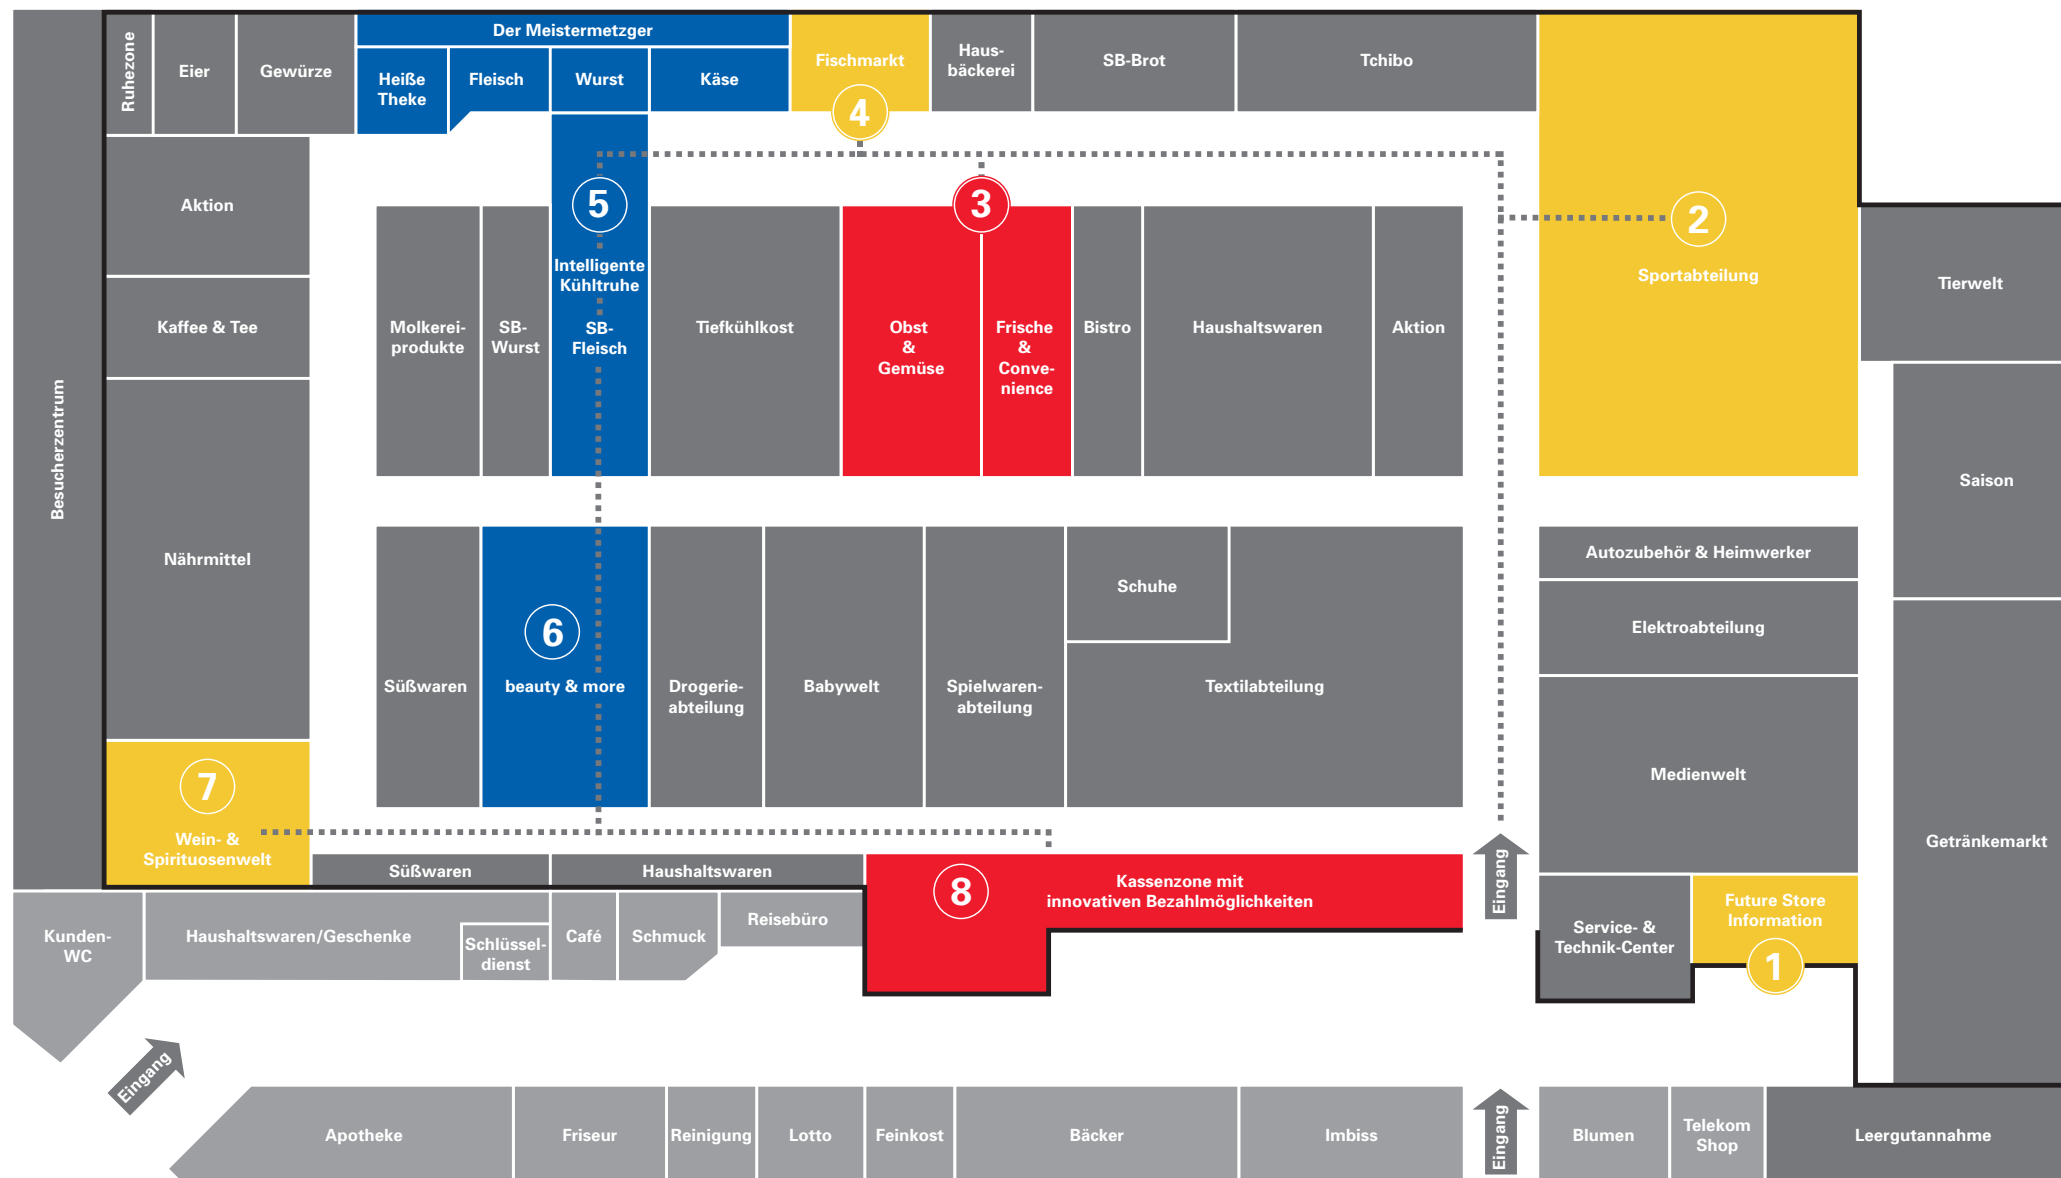 Der Meistermetzger
Ruhezone
Eier
Gewürze
Heiße
Theke
Fleisch
Wurst
Käse
Fischmarkt
4
Haus-
bäckerei
SB-Brot
Tchibo
Aktion
5
Intelligente
Kühltruhe
SB-
Fleisch
3
2
Sportabteilung
Tierwelt
Kaffee & Tee
Molkerei-
produkte
SB-
Wurst
Tiefkühlkost
Obst
&
Gemüse
Frische
&
Conve-
nience
Bistro
Haushaltswaren
Aktion
Besucherzentrum
Saison
Nährmittel
Autozubehör & Heimwerker
Schuhe
Elektroabteilung
6
beauty & more
Süßwaren
Drogerie-
abteilung
Babywelt
Spielwaren-
abteilung
Textilabteilung
Medienwelt
7
Wein- &
Spirituosenwelt
Getränkemarkt
Süßwaren
Haushaltswaren
8
Kassenzone mit
innovativen Bezahlmöglichkeiten
Eingang
Future Store
Information
1
Service- &
Technik-Center
Kunden-
WC
Haushaltswaren/Geschenke
Schlüssel-
dienst
Café
Schmuck
Reisebüro
Eingang
Apotheke
Friseur
Reinigung
Lotto
Feinkost
Bäcker
Imbiss
Eingang
Blumen
Telekom
Shop
Leergutannahme